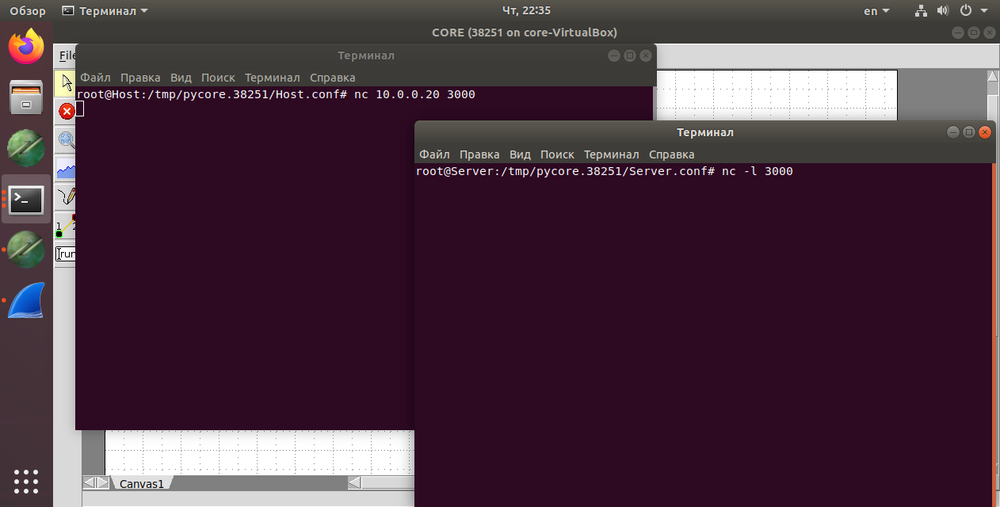 Обзор
Терминал
Чт, 22:35
en
CORE (38251 on core-VirtualBox)
File
Терминал
Файл Правка Вид Поиск Терминал Справка
root@Host:/tmp/pycore.38251/Host.conf# nc 10.0.0.20 3000
Терминал
Файл Правка Вид Поиск Терминал Справка
root@Server:/tmp/pycore.38251/Server.conf# nc -l 3000
1
2
run
Canvas1